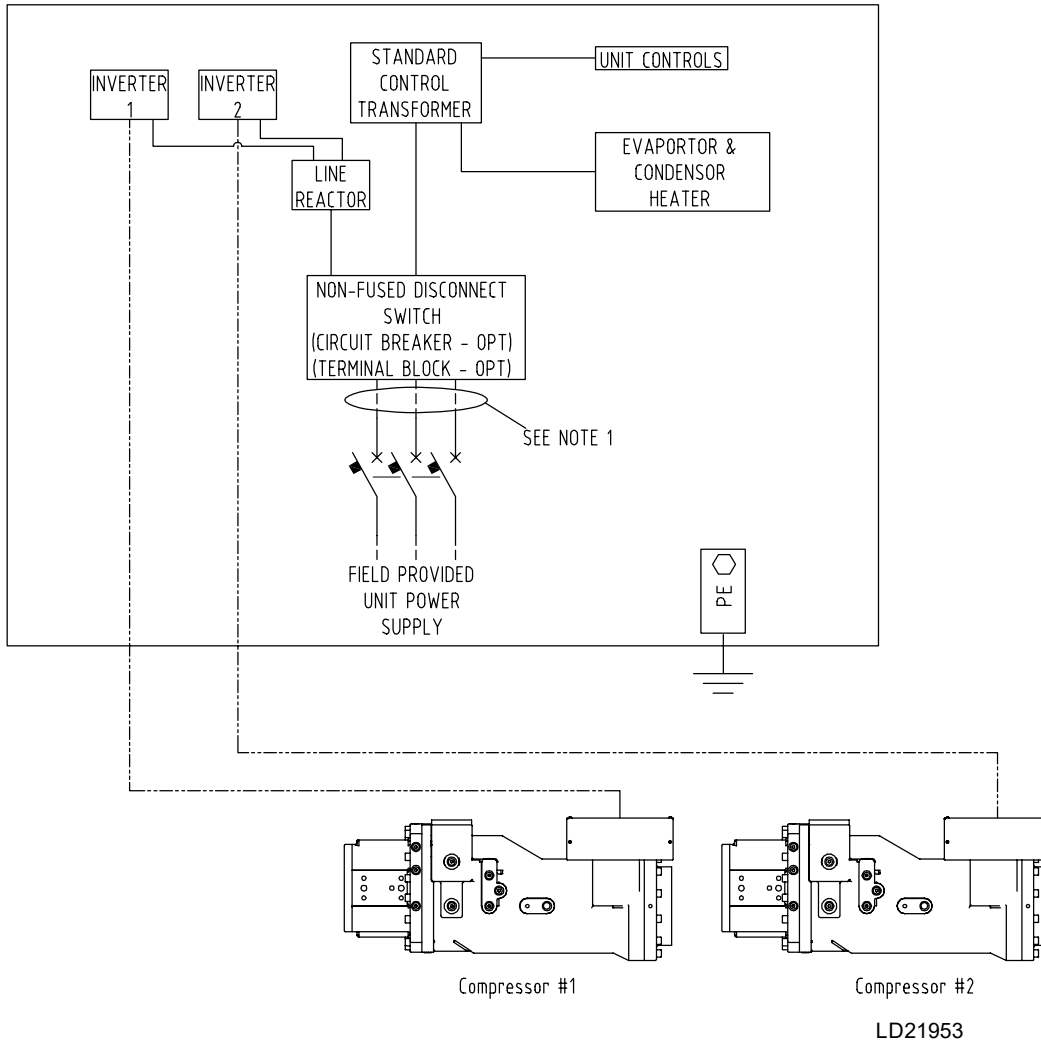 INVERTER
1
INVERTER
2
STANDARD
CONTROL
TRANSFORMER
UNIT CONTROLS
EVAPORTOR &
CONDENSOR
HEATER
LINE
REACTOR
NON-FUSED DISCONNECT
SWITCH
(CIRCUIT BREAKER - OPT)
(TERMINAL BLOCK - OPT)
SEE NOTE 1
FIELD PROVIDED
UNIT POWER
SUPPLY
PE
Compressor #1
Compressor #2
LD21953